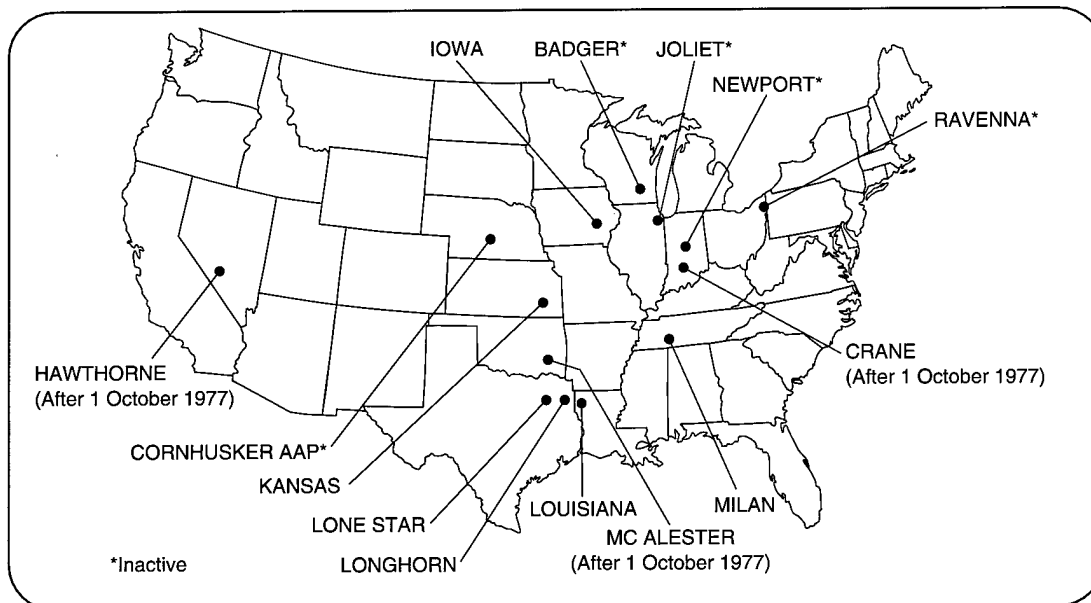 IOWA
BADGER*
JOLIET*
NEWPORT*
RAVENNA*
HAWTHORNE
(After 1 October 1977)
CRANE
(After 1 October 1977)
CORNHUSKER AAP*
KANSAS
LONE STAR
LONGHORN
LOUISIANA
MC ALESTER
(After 1 October 1977)
MILAN
*Inactive